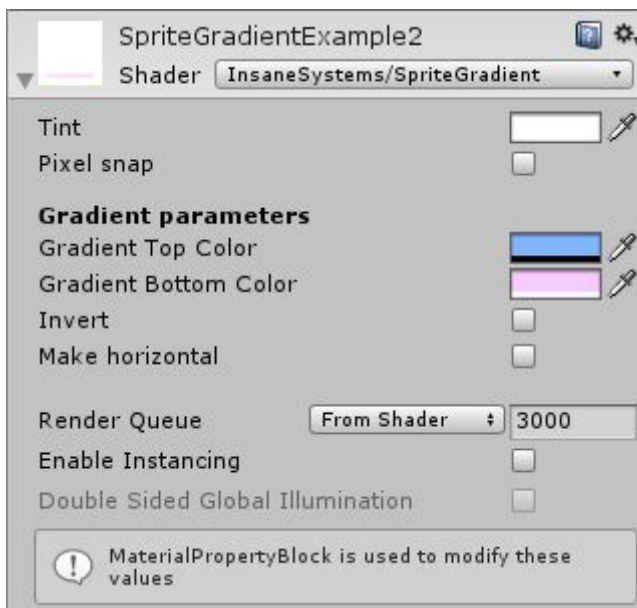 SpriteGradientExample2
Shader InsaneSystems/SpriteGradient
Tint
Pixel snap
Gradient parameters
Gradient Top Color
Gradient Bottom Color
Invert
Make horizontal
Render Queue From Shader 3000
Enable Instancing
Double Sided Global Illumination
MaterialPropertyBlock is used to modify these
values